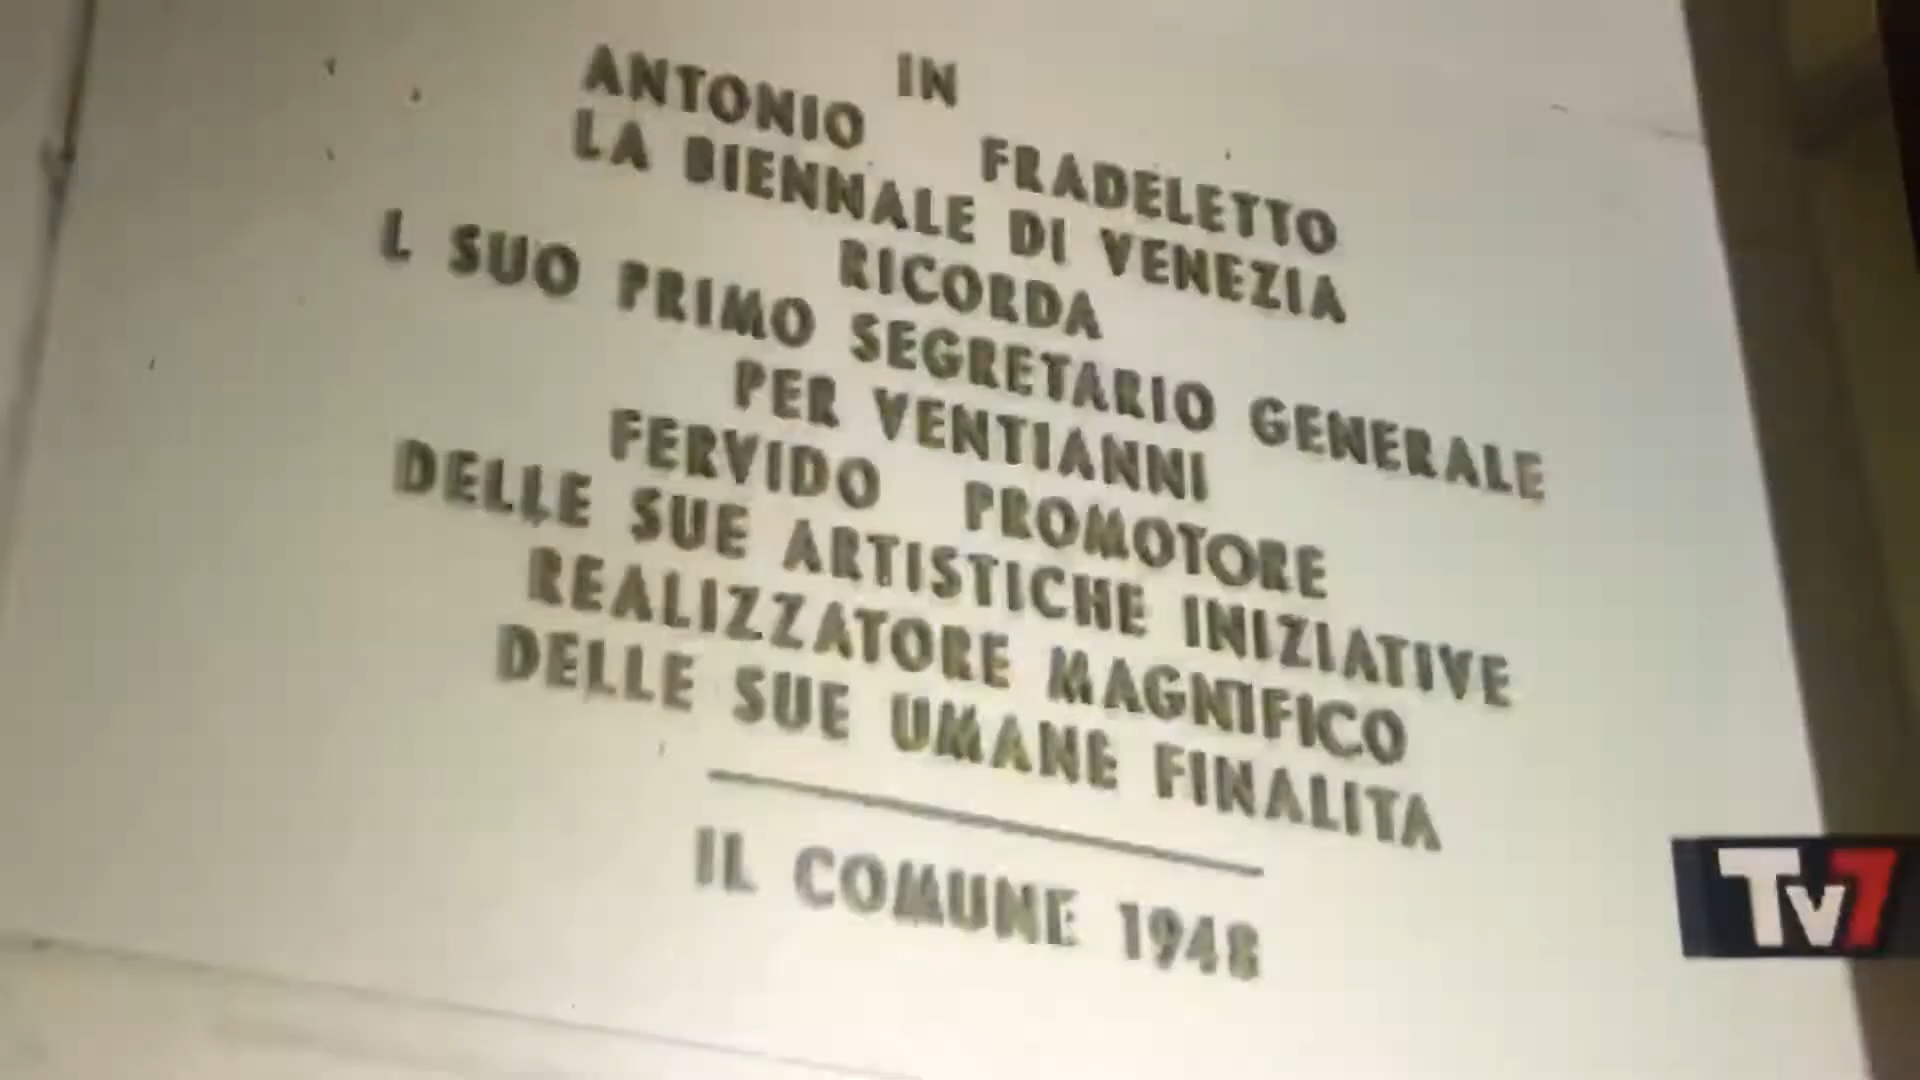 IN
ANTONIO FRADELETTO
LA BIENNALE DI VENEZIA
RICORDA
L SUO PRIMO SEGRETARIO GENERALE
PER VENTIANNI
FERVIDO PROMOTORE
DELLE SUE ARTISTICHE INIZIATIVE
REALIZZATORE MAGNIFICO
DELLE SUE UMANE FINALITA
IL COMUNE 1948
Tv7